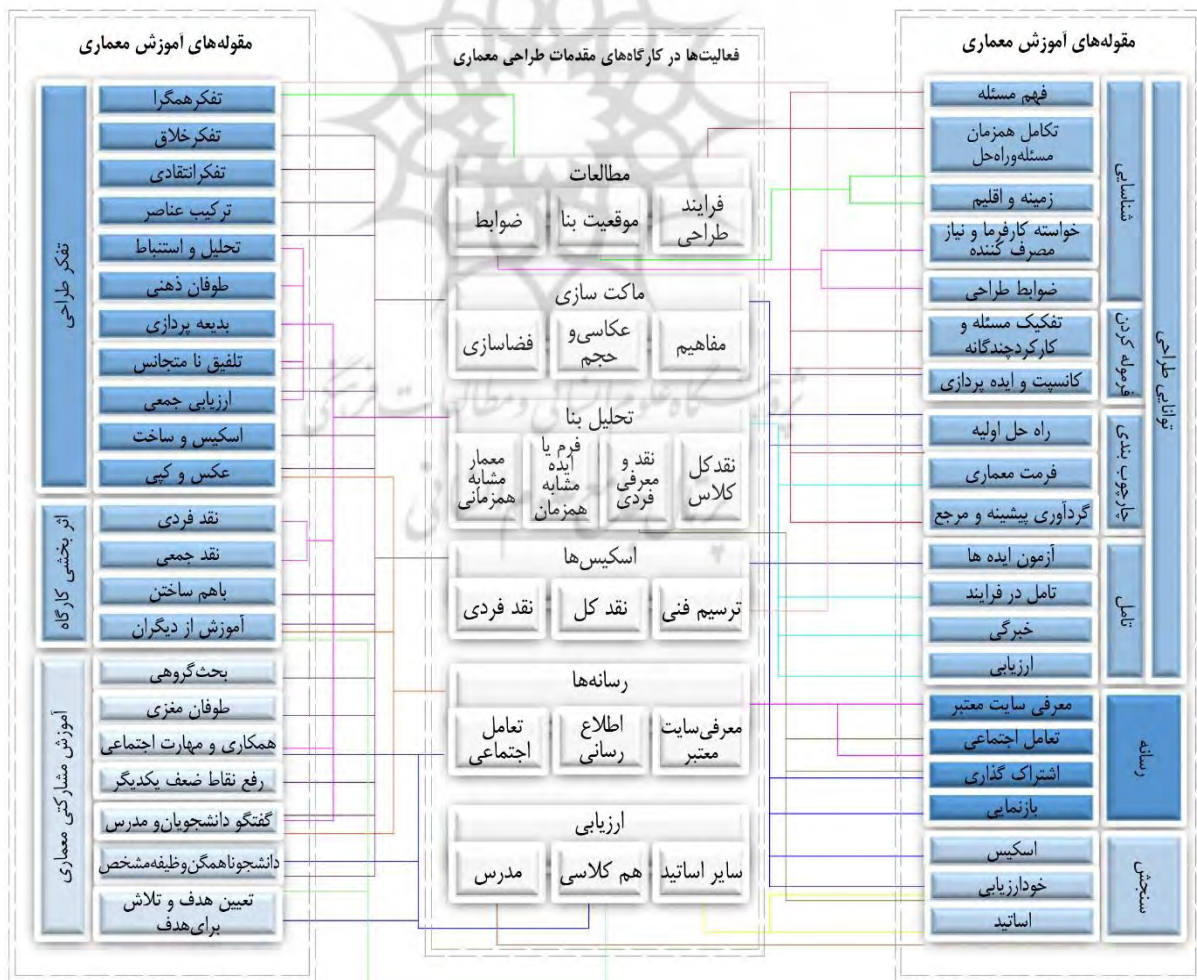 مقوله‌های آموزش معماری
توانایی طراحی
شناسایی
فهم مسئله
تکامل همزمان
مسئله‌وراه‌حل
زمینه و اقلیم
خواسته کارفرما و نیاز
مصرف کننده
ضوابط طراحی
فرموله کردن
تفکیک مسئله و
کارکردچندگانه
کانسپت و ایده پردازی
چارچوب بندی
راه حل اولیه
فرمت معماری
گردآوری پیشینه و مرجع
تامل
آزمون ایده ها
تامل در فرایند
خبرگی
ارزیابی
رسانه
معرفی سایت معتبر
تعامل اجتماعی
اشتراک گذاری
بازنمایی
سنجش
اسکیس
خودارزیابی
اساتید
فعالیت‌ها در کارگاه‌های مقدمات طراحی معماری
مطالعات
فرایند
طراحی
موقعیت بنا
ضوابط
ماکت سازی
مفاهیم
عکاسی‌و
حجم
فضاسازی
تحلیل بنا
نقدکل
کلاس
نقد و
معرفی
فردی
فرم یا
ایده
مشابه
همزمان
معمار
مشابه
همزمانی
اسکیس‌ها
ترسیم فنی
نقد کل
نقد فردی
رسانه‌ها
معرفی‌سایت
معتبر
اطلاع
رسانی
تعامل
اجتماعی
ارزیابی
سایر اساتید
هم کلاسی
مدرس
مقوله‌های آموزش معماری
تفکر طراحی
تفکرهمگرا
تفکرخلاق
تفکرانتقادی
ترکیب عناصر
تحلیل و استنباط
طوفان ذهنی
بدیعه پردازی
تلفیق نا متجانس
ارزیابی جمعی
اسکیس و ساخت
عکس و کپی
اثر بخشی کارگاه
نقد فردی
نقد جمعی
باهم ساختن
آموزش از دیگران
آموزش مشارکتی معماری
بحث‌گروهی
طوفان مغزی
همکاری و مهارت اجتماعی
رفع نقاط ضعف یکدیگر
گفتگو دانشجویان‌و مدرس
دانشجوناهمگن‌وظیفه‌مشخص
تعیین هدف و تلاش
برای‌هدف